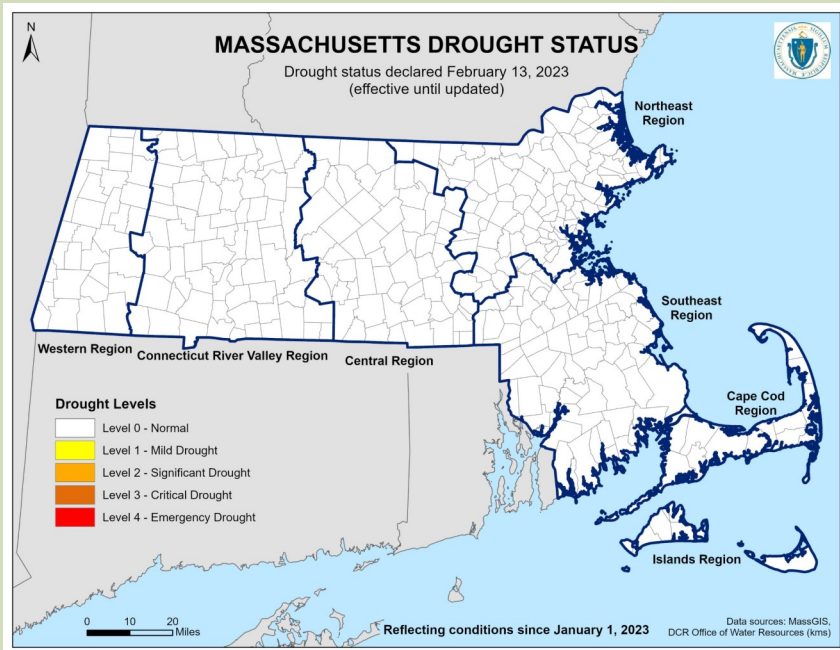 N
MASSACHUSETTS DROUGHT STATUS
Drought status declared February 13, 2023
(effective until updated)
Northeast
Region
Southeast
Region
Western Region
Connecticut River Valley Region
Central Region
Cape Cod
Region
Drought Levels
Level 0 - Normal
Level 1 - Mild Drought
Level 2 - Significant Drought
Level 3 - Critical Drought
Level 4 - Emergency Drought
Islands Region
0 10 20
Miles
Reflecting conditions since January 1, 2023
Data sources: MassGIS,
DCR Office of Water Resources (kms)